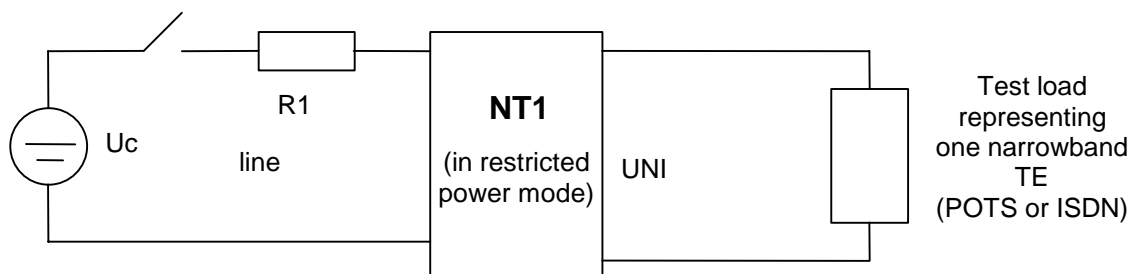 Uc
R1
line
NT1
(in restricted
power mode)
UNI
Test load
representing
one narrowband
TE
(POTS or ISDN)